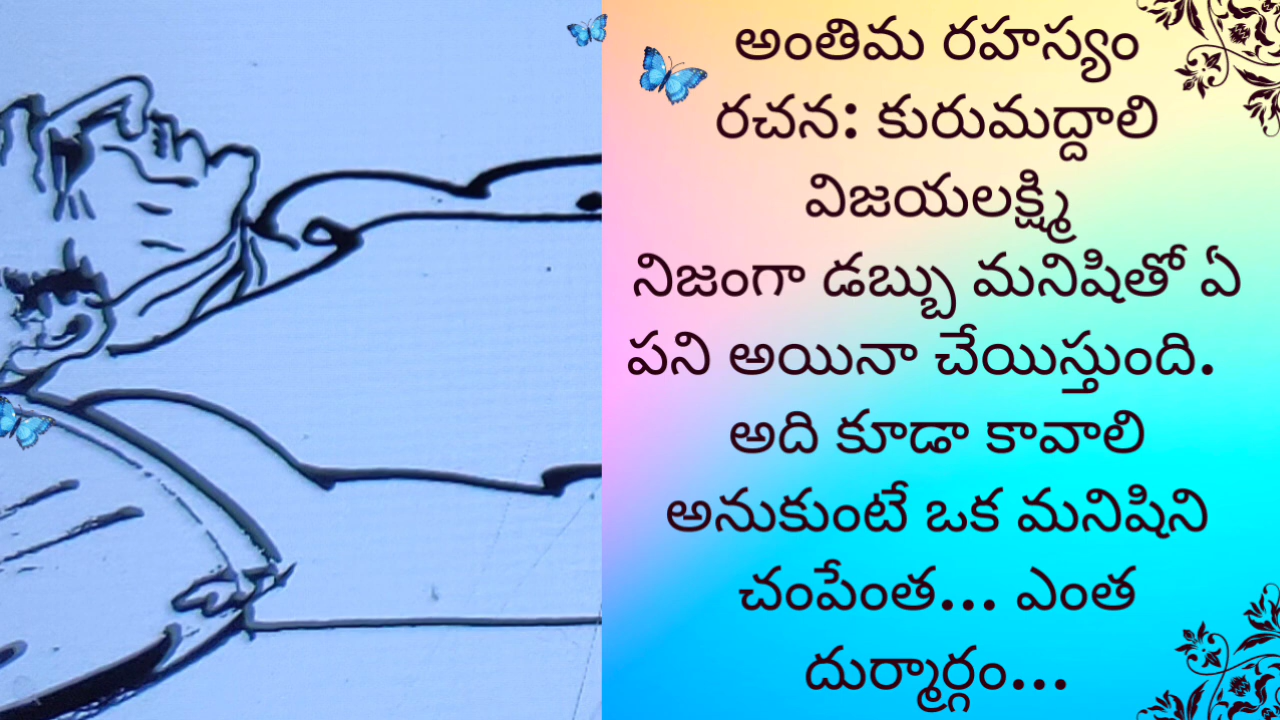 అంతిమ రహస్యం
రచన: కురుమద్దాలి
విజయలక్ష్మి
నిజంగా డబ్బు మనిషితో ఏ
పని అయినా చేయిస్తుంది.
అది కూడా కావాలి
అనుకుంటే ఒక మనిషిని
చంపేంత... ఎంత
దుర్మార్గం...